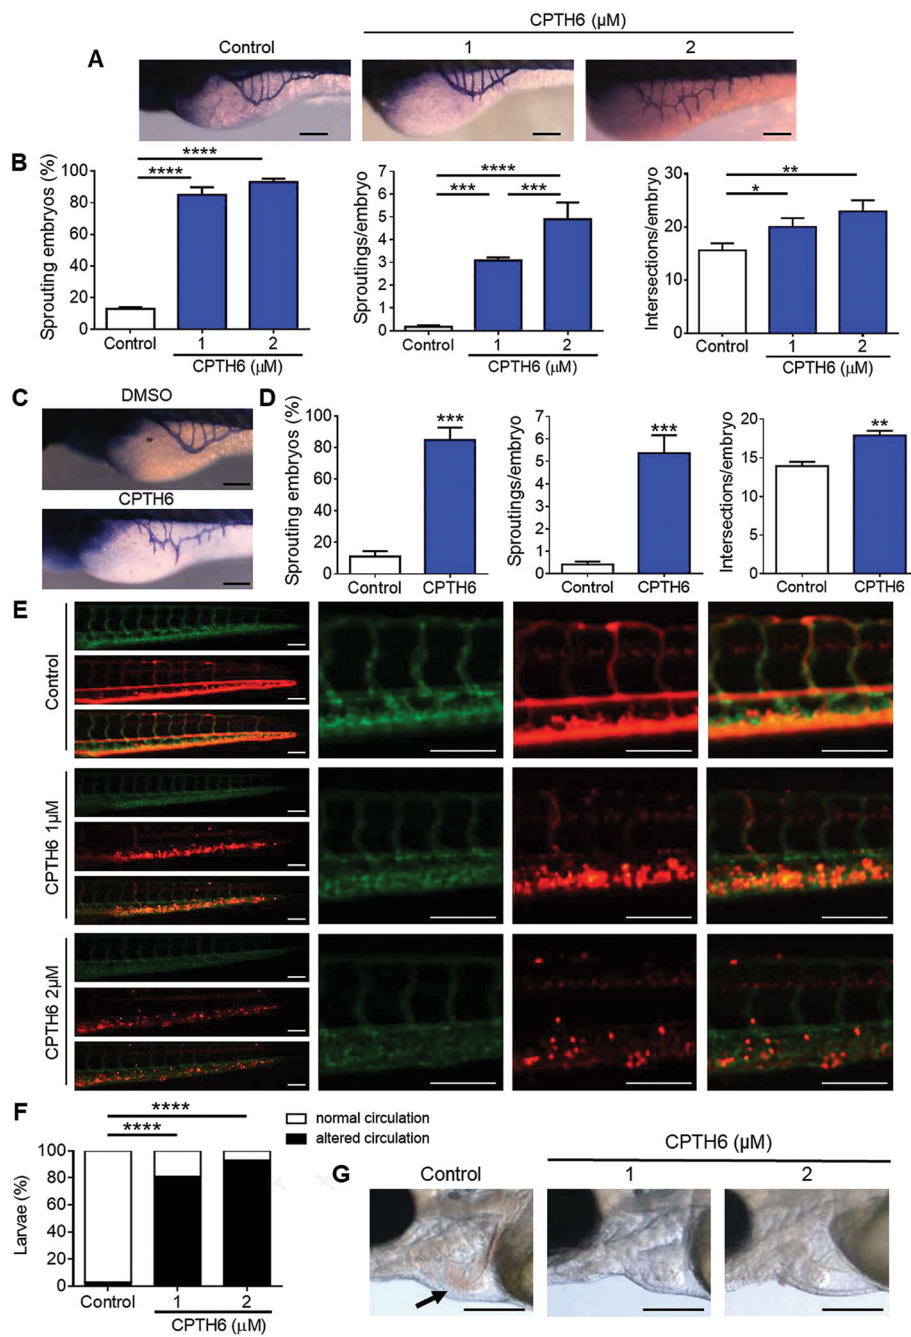 CPTH6 (µM)
Control 1 2
A
B
**** ****
Sprouting embryos (%)
100
80
60
40
20
0
Control 1 2
CPTH6 (µM)
****
*** ***
Sproutings/embryo
7
6
5
4
3
2
1
0
Control 1 2
CPTH6 (µM)
**
*
Intersections/embryo
30
20
10
0
Control 1 2
CPTH6 (µM)
C
DMSO
CPTH6
D
Sprouting embryos (%)
100
80
60
40
20
0
***
Control CPTH6
Sproutings/embryo
7
6
5
4
3
2
1
0
***
Control CPTH6
Intersections/embryo
20
15
10
5
0
**
Control CPTH6
E
Control
CPTH6 1µM
CPTH6 2µM
F
****
****
normal circulation
altered circulation
Larvae (%)
100
80
60
40
20
0
Control 1 2
CPTH6 (µM)
G
CPTH6 (µM)
Control 1 2